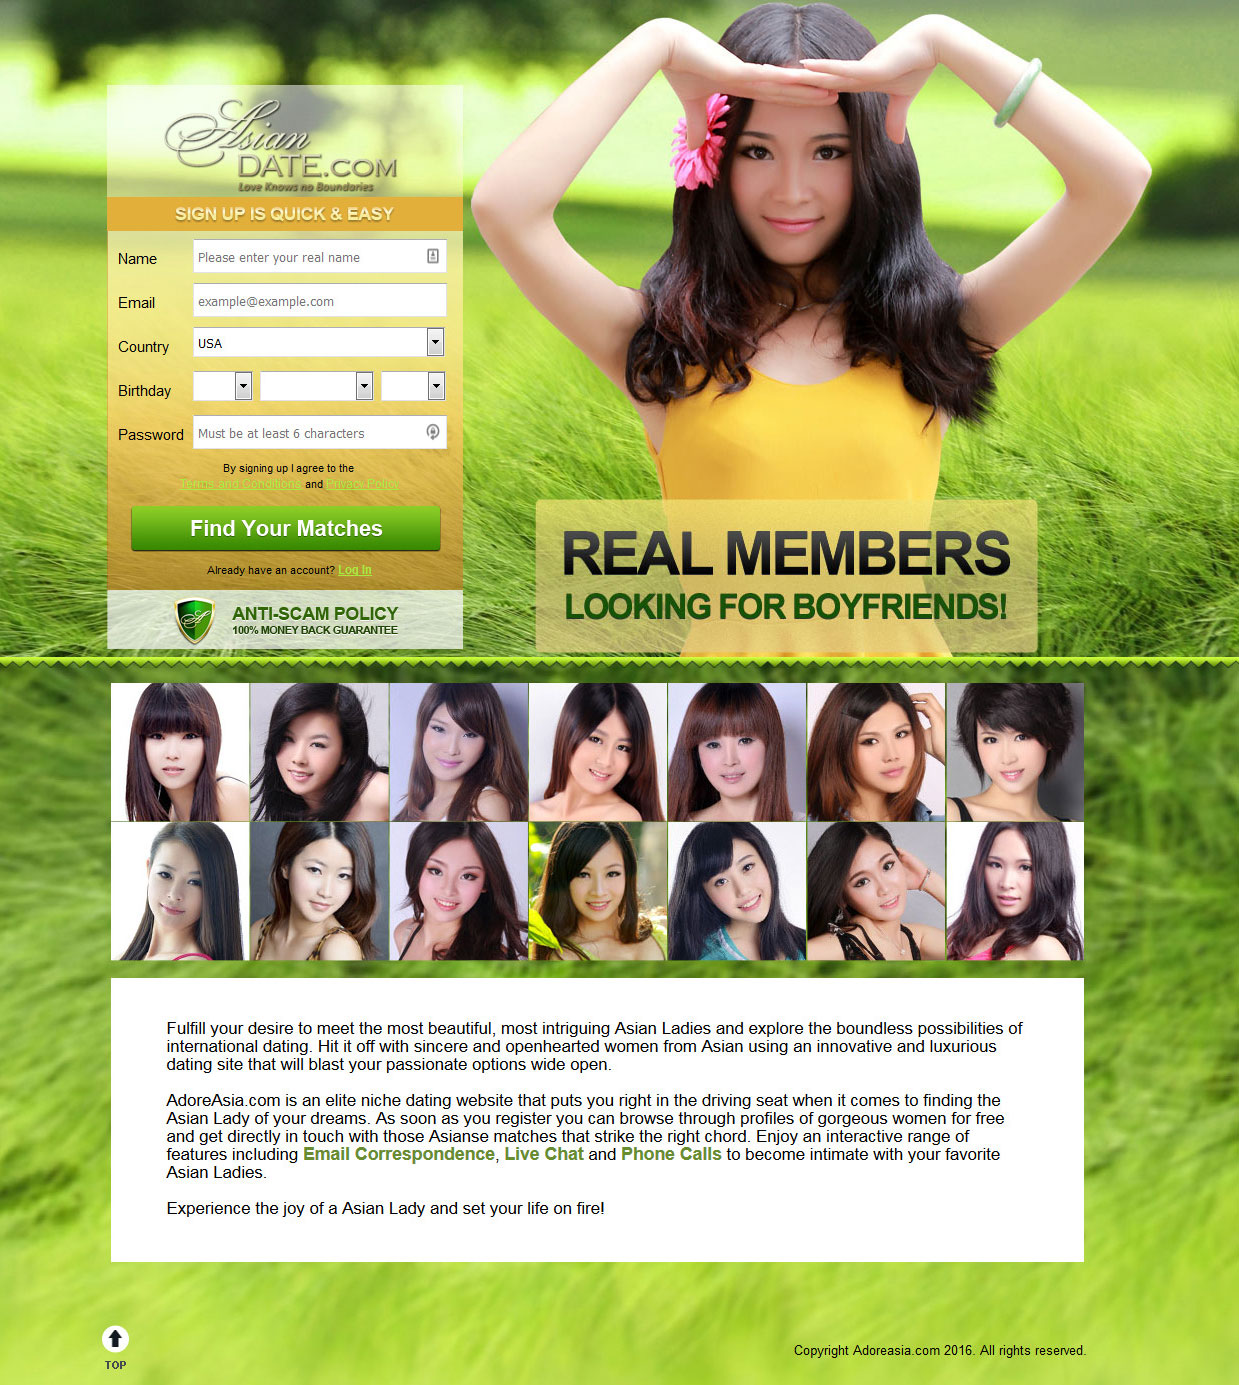 Asian
DATE.COM
Love Knows no Boundaries
SIGN UP IS QUICK & EASY
Name
Please enter your real name
Email
example@example.com
Country
USA
Birthday
Password
Must be at least 6 characters
By signing up I agree to the
Terms and Conditions and Privacy Policy
Find Your Matches
Already have an account? Log In
ANTI-SCAM POLICY
100% MONEY BACK GUARANTEE
REAL MEMBERS
LOOKING FOR BOYFRIENDS!
Fulfill your desire to meet the most beautiful, most intriguing Asian Ladies and explore the boundless possibilities of
international dating. Hit it off with sincere and openhearted women from Asian using an innovative and luxurious
dating site that will blast your passionate options wide open.
AdoreAsia.com is an elite niche dating website that puts you right in the driving seat when it comes to finding the
Asian Lady of your dreams. As soon as you register you can browse through profiles of gorgeous women for free
and get directly in touch with those Asianse matches that strike the right chord. Enjoy an interactive range of
features including Email Correspondence, Live Chat and Phone Calls to become intimate with your favorite
Asian Ladies.
Experience the joy of a Asian Lady and set your life on fire!
TOP
Copyright Adoreasia.com 2016. All rights reserved.